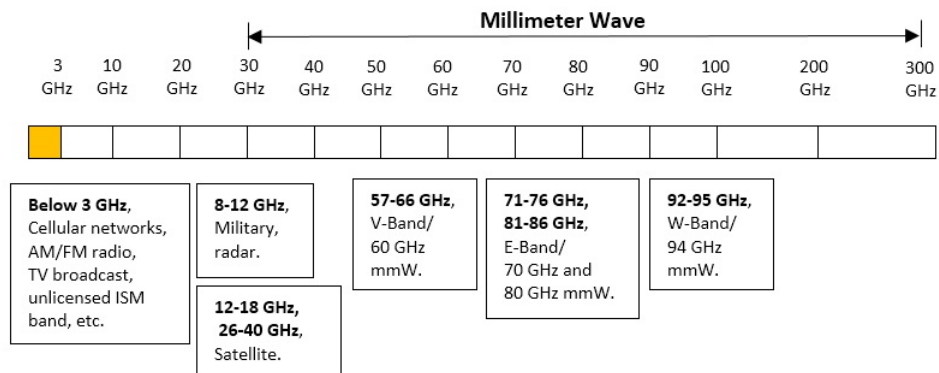 Millimeter Wave
3 10 20 30 40 50 60 70 80 90 100 200 300
GHz GHz GHz GHz GHz GHz GHz GHz GHz GHz GHz GHz GHz
Below 3 GHz,
Cellular networks,
AM/FM radio,
TV broadcast,
unlicensed ISM
band, etc.
8-12 GHz,
Military,
radar.
12-18 GHz,
26-40 GHz,
Satellite.
57-66 GHz,
V-Band/
60 GHz
mmW.
71-76 GHz,
81-86 GHz,
E-Band/
70 GHz and
80 GHz mmW.
92-95 GHz,
W-Band/
94 GHz
mmW.